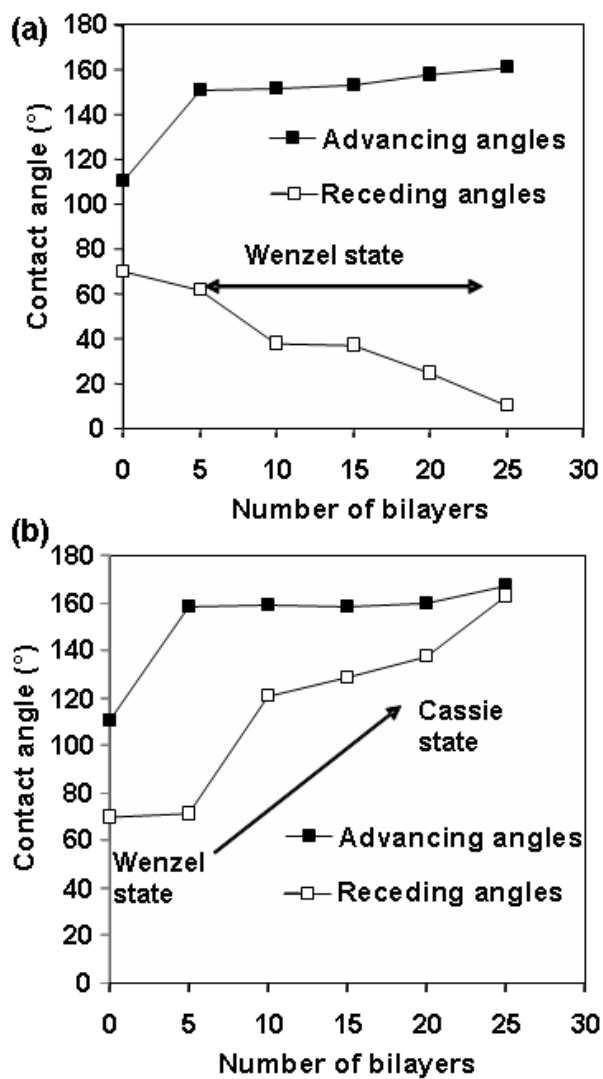 (a)
180
160
140
120
100
80
60
40
20
0
Contact angle (°)
Advancing angles
Receding angles
Wenzel state
0 5 10 15 20 25 30
Number of bilayers
(b)
180
160
140
120
100
80
60
40
20
0
Contact angle (°)
Cassie
state
Wenzel
state
Advancing angles
Receding angles
0 5 10 15 20 25 30
Number of bilayers